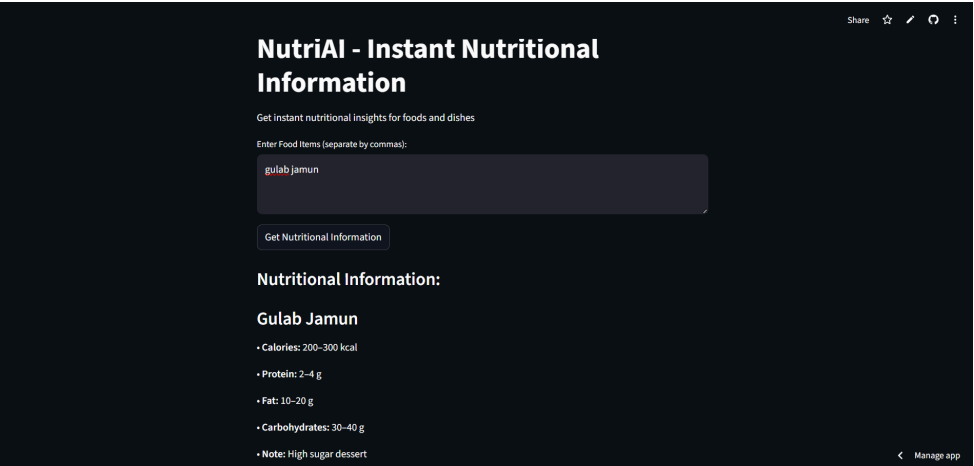 Share
NutriAI - Instant Nutritional
Information
Get instant nutritional insights for foods and dishes
Enter Food Items (separate by commas):
gulab jamun
Get Nutritional Information
Nutritional Information:
Gulab Jamun
• Calories: 200–300 kcal
• Protein: 2–4 g
• Fat: 10–20 g
• Carbohydrates: 30–40 g
• Note: High sugar dessert
Manage app